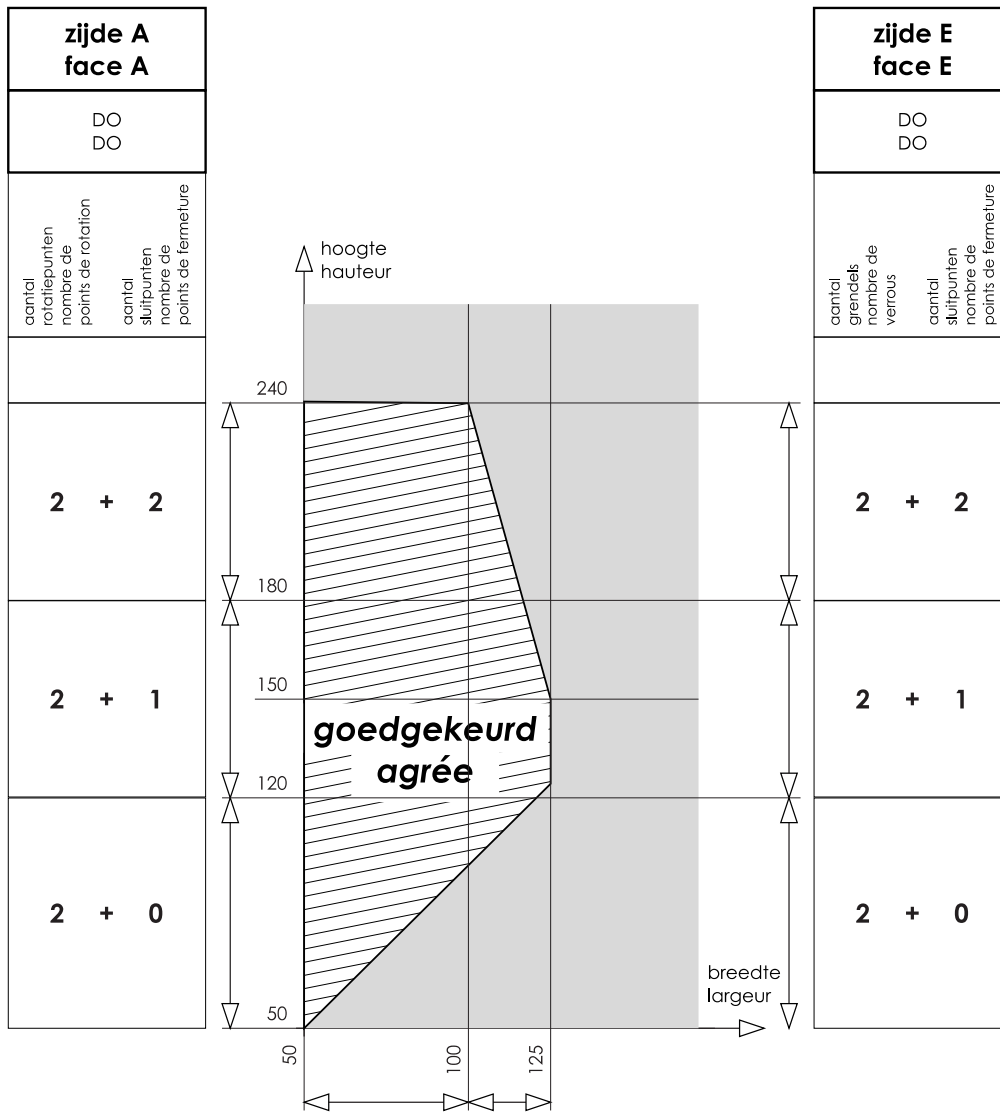 zijde A
face A
DO
DO
aantal
rotatiepunten
nombre de
points de rotation
aantal
sluitpunten
nombre de
points de fermeture
2 + 2
2 + 1
2 + 0
hoogte
hauteur
240
180
150
120
50
goedgekeurd
agrée
breedte
largeur
50
100
125
zijde E
face E
DO
DO
aantal
grendels
nombre de
verrous
aantal
sluitpunten
nombre de
points de fermeture
2 + 2
2 + 1
2 + 0